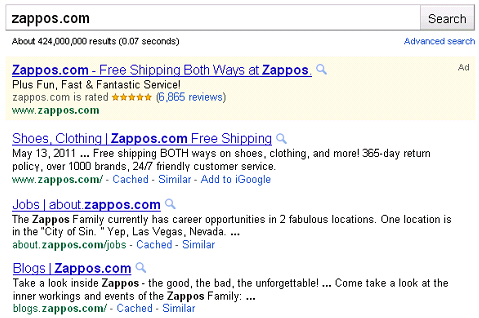 zappos.com Search
About 424,000,000 results (0.07 seconds) Advanced search
Zappos.com - Free Shipping Both Ways at Zappos. Ad
Plus Fun, Fast & Fantastic Service!
zappos.com is rated ★★★★★ (6,865 reviews)
www.zappos.com
Shoes, Clothing | Zappos.com Free Shipping
May 13, 2011 ... Free shipping BOTH ways on shoes, clothing, and more! 365-day return
policy, over 1000 brands, 24/7 friendly customer service.
www.zappos.com/ - Cached - Similar - Add to iGoogle
Jobs | about.zappos.com
The Zappos Family currently has career opportunities in 2 fabulous locations. One location is
in the "City of Sin. " Yep, Las Vegas, Nevada. ...
about.zappos.com/jobs - Cached - Similar
Blogs | Zappos.com
Take a look inside Zappos - the good, the bad, the unforgettable! ... Come take a look at the
inner workings and events of the Zappos Family: ...
blogs.zappos.com/ - Cached - Similar